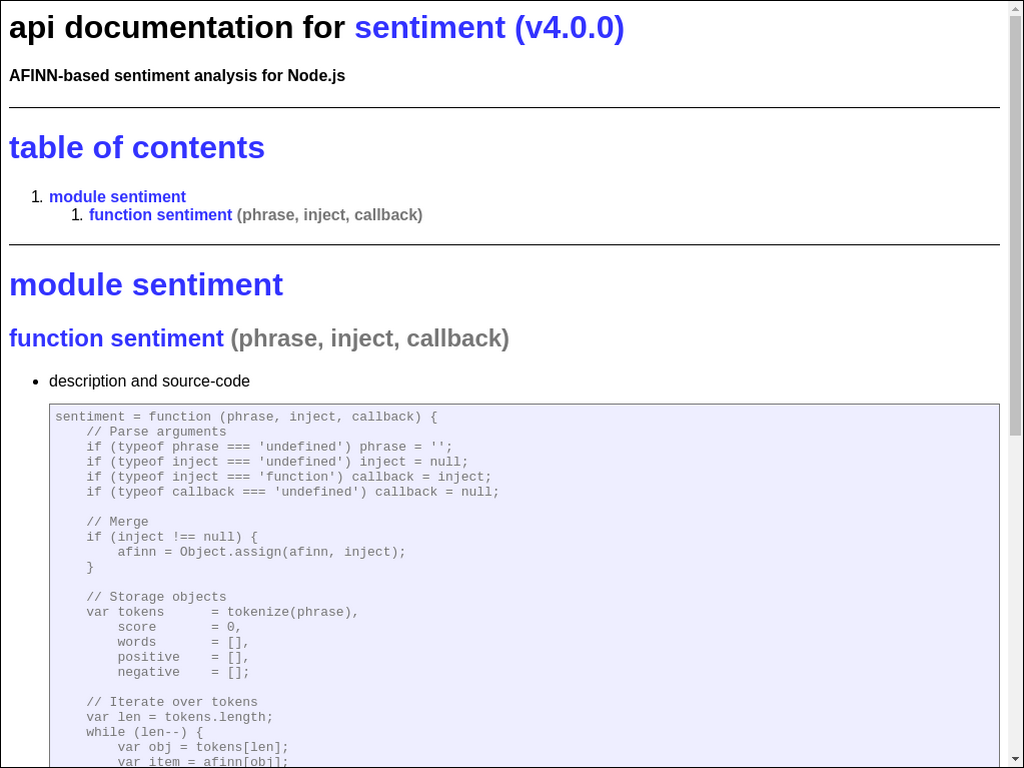 api documentation for sentiment (v4.0.0)
AFINN-based sentiment analysis for Node.js
table of contents
1. module sentiment
1. function sentiment (phrase, inject, callback)
module sentiment
function sentiment (phrase, inject, callback)
• description and source-code
sentiment = function (phrase, inject, callback) {
    // Parse arguments
    if (typeof phrase === 'undefined') phrase = '';
    if (typeof inject === 'undefined') inject = null;
    if (typeof inject === 'function') callback = inject;
    if (typeof callback === 'undefined') callback = null;

    // Merge
    if (inject !== null) {
        afinn = Object.assign(afinn, inject);
    }

    // Storage objects
    var tokens      = tokenize(phrase),
        score       = 0,
        words       = [],
        positive    = [],
        negative    = [];

    // Iterate over tokens
    var len = tokens.length;
    while (len--) {
        var obj = tokens[len];
        var item = afinn[obj];